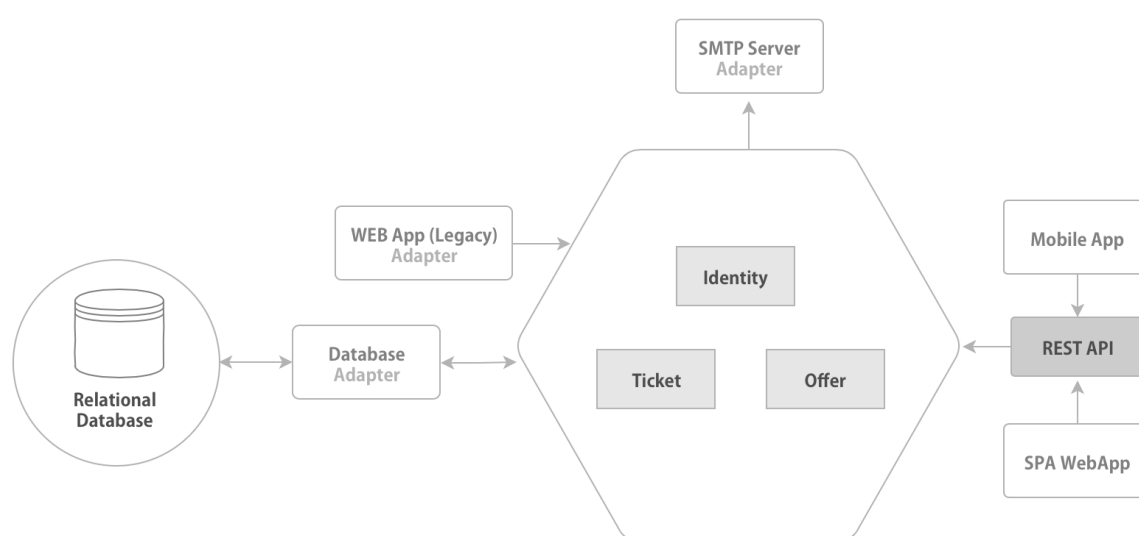 SMTP Server
Adapter
WEB App (Legacy)
Adapter
Mobile App
Identity
REST API
Database
Adapter
Ticket
Offer
Relational
Database
SPA WebApp